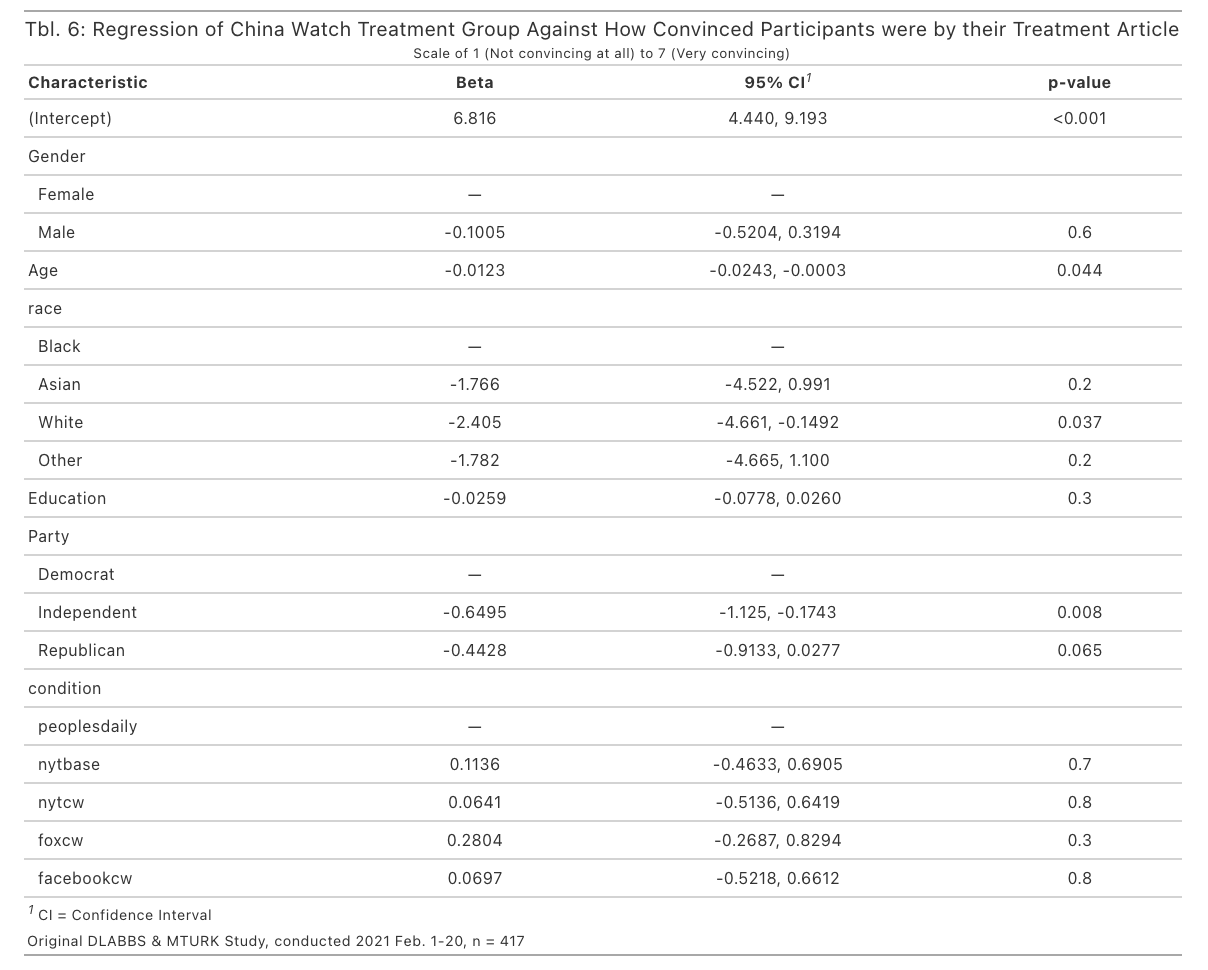 Tbl. 6: Regression of China Watch Treatment Group Against How Convinced Participants were by their Treatment Article
Scale of 1 (Not convincing at all) to 7 (Very convincing)
Characteristic Beta 95% CI1 p-value
(Intercept) 6.816 4.440, 9.193 <0.001
Gender
Female — —
Male -0.1005 -0.5204, 0.3194 0.6
Age -0.0123 -0.0243, -0.0003 0.044
race
Black — —
Asian -1.766 -4.522, 0.991 0.2
White -2.405 -4.661, -0.1492 0.037
Other -1.782 -4.665, 1.100 0.2
Education -0.0259 -0.0778, 0.0260 0.3
Party
Democrat — —
Independent -0.6495 -1.125, -0.1743 0.008
Republican -0.4428 -0.9133, 0.0277 0.065
condition
peoplesdaily — —
nytbase 0.1136 -0.4633, 0.6905 0.7
nytcw 0.0641 -0.5136, 0.6419 0.8
foxcw 0.2804 -0.2687, 0.8294 0.3
facebookcw 0.0697 -0.5218, 0.6612 0.8
1 CI = Confidence Interval
Original DLABBS & MTURK Study, conducted 2021 Feb. 1-20, n = 417